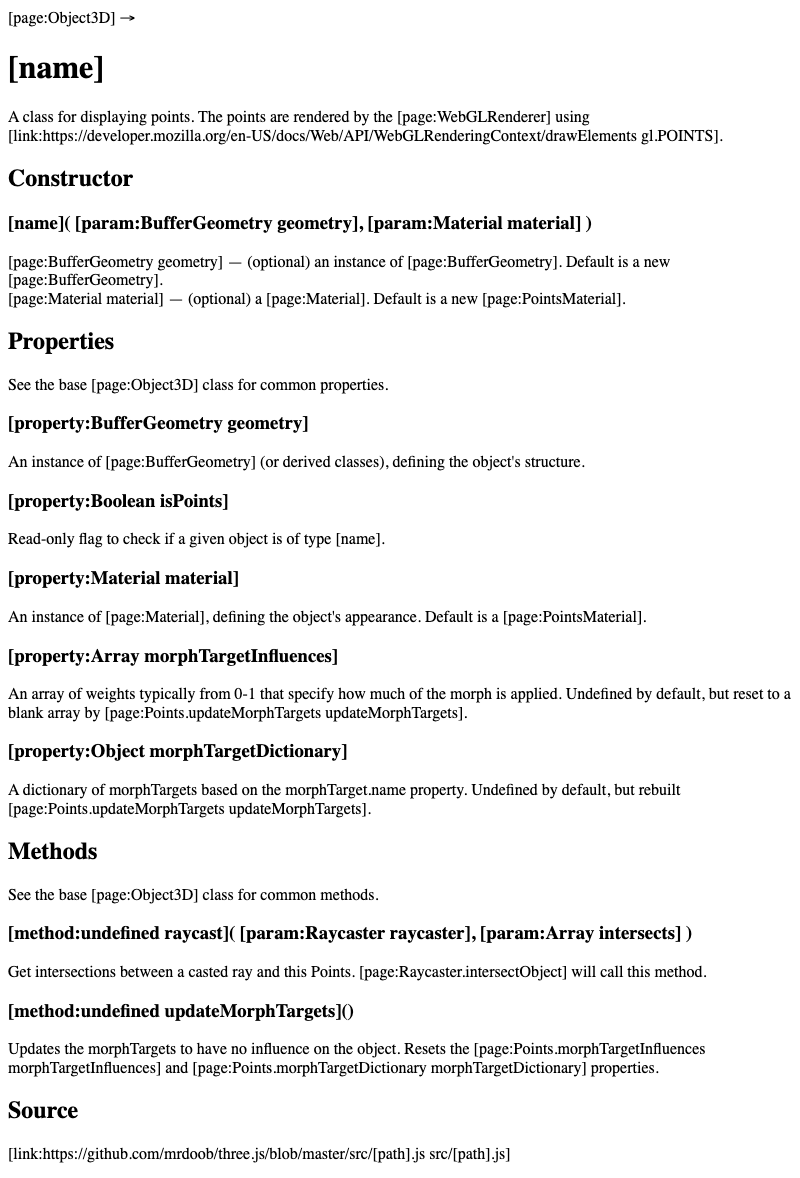 [page:Object3D] →
[name]
A class for displaying points. The points are rendered by the [page:WebGLRenderer] using
[link:https://developer.mozilla.org/en-US/docs/Web/API/WebGLRenderingContext/drawElements gl.POINTS].
Constructor
[name]( [param:BufferGeometry geometry], [param:Material material] )
[page:BufferGeometry geometry] — (optional) an instance of [page:BufferGeometry]. Default is a new
[page:BufferGeometry].
[page:Material material] — (optional) a [page:Material]. Default is a new [page:PointsMaterial].
Properties
See the base [page:Object3D] class for common properties.
[property:BufferGeometry geometry]
An instance of [page:BufferGeometry] (or derived classes), defining the object's structure.
[property:Boolean isPoints]
Read-only flag to check if a given object is of type [name].
[property:Material material]
An instance of [page:Material], defining the object's appearance. Default is a [page:PointsMaterial].
[property:Array morphTargetInfluences]
An array of weights typically from 0-1 that specify how much of the morph is applied. Undefined by default, but reset to a
blank array by [page:Points.updateMorphTargets updateMorphTargets].
[property:Object morphTargetDictionary]
A dictionary of morphTargets based on the morphTarget.name property. Undefined by default, but rebuilt
[page:Points.updateMorphTargets updateMorphTargets].
Methods
See the base [page:Object3D] class for common methods.
[method:undefined raycast]( [param:Raycaster raycaster], [param:Array intersects] )
Get intersections between a casted ray and this Points. [page:Raycaster.intersectObject] will call this method.
[method:undefined updateMorphTargets]()
Updates the morphTargets to have no influence on the object. Resets the [page:Points.morphTargetInfluences
morphTargetInfluences] and [page:Points.morphTargetDictionary morphTargetDictionary] properties.
Source
[link:https://github.com/mrdoob/three.js/blob/master/src/[path].js src/[path].js]